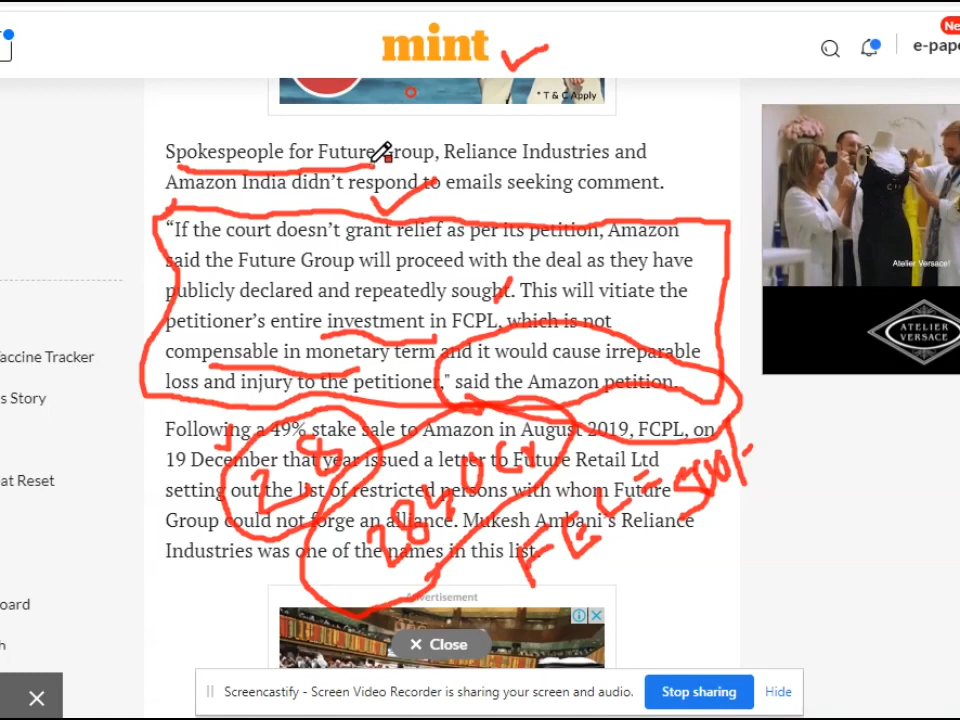 mint
Ne
e-pape
* T & C Apply
Spokespeople for Future Group, Reliance Industries and
Amazon India didn't respond to emails seeking comment.
"If the court doesn't grant relief as per its petition, Amazon
said the Future Group will proceed with the deal as they have
publicly declared and repeatedly sought. This will vitiate the
petitioner's entire investment in FCPL, which is not
compensable in monetary term and it would cause irreparable
loss and injury to the petitioner," said the Amazon petition.
Following a 49% stake sale to Amazon in August 2019, FCPL, on
19 December that year issued a letter to Future Retail Ltd
setting out the list of restricted persons with whom Future
Group could not forge an alliance. Mukesh Ambani's Reliance
Industries was one of the names in this list.
Atelier Versace!
ATELIER
VERSACE
accine Tracker
s Story
at Reset
oard
h
Advertisement
× Close
Screencastify - Screen Video Recorder is sharing your screen and audio.
Stop sharing
Hide